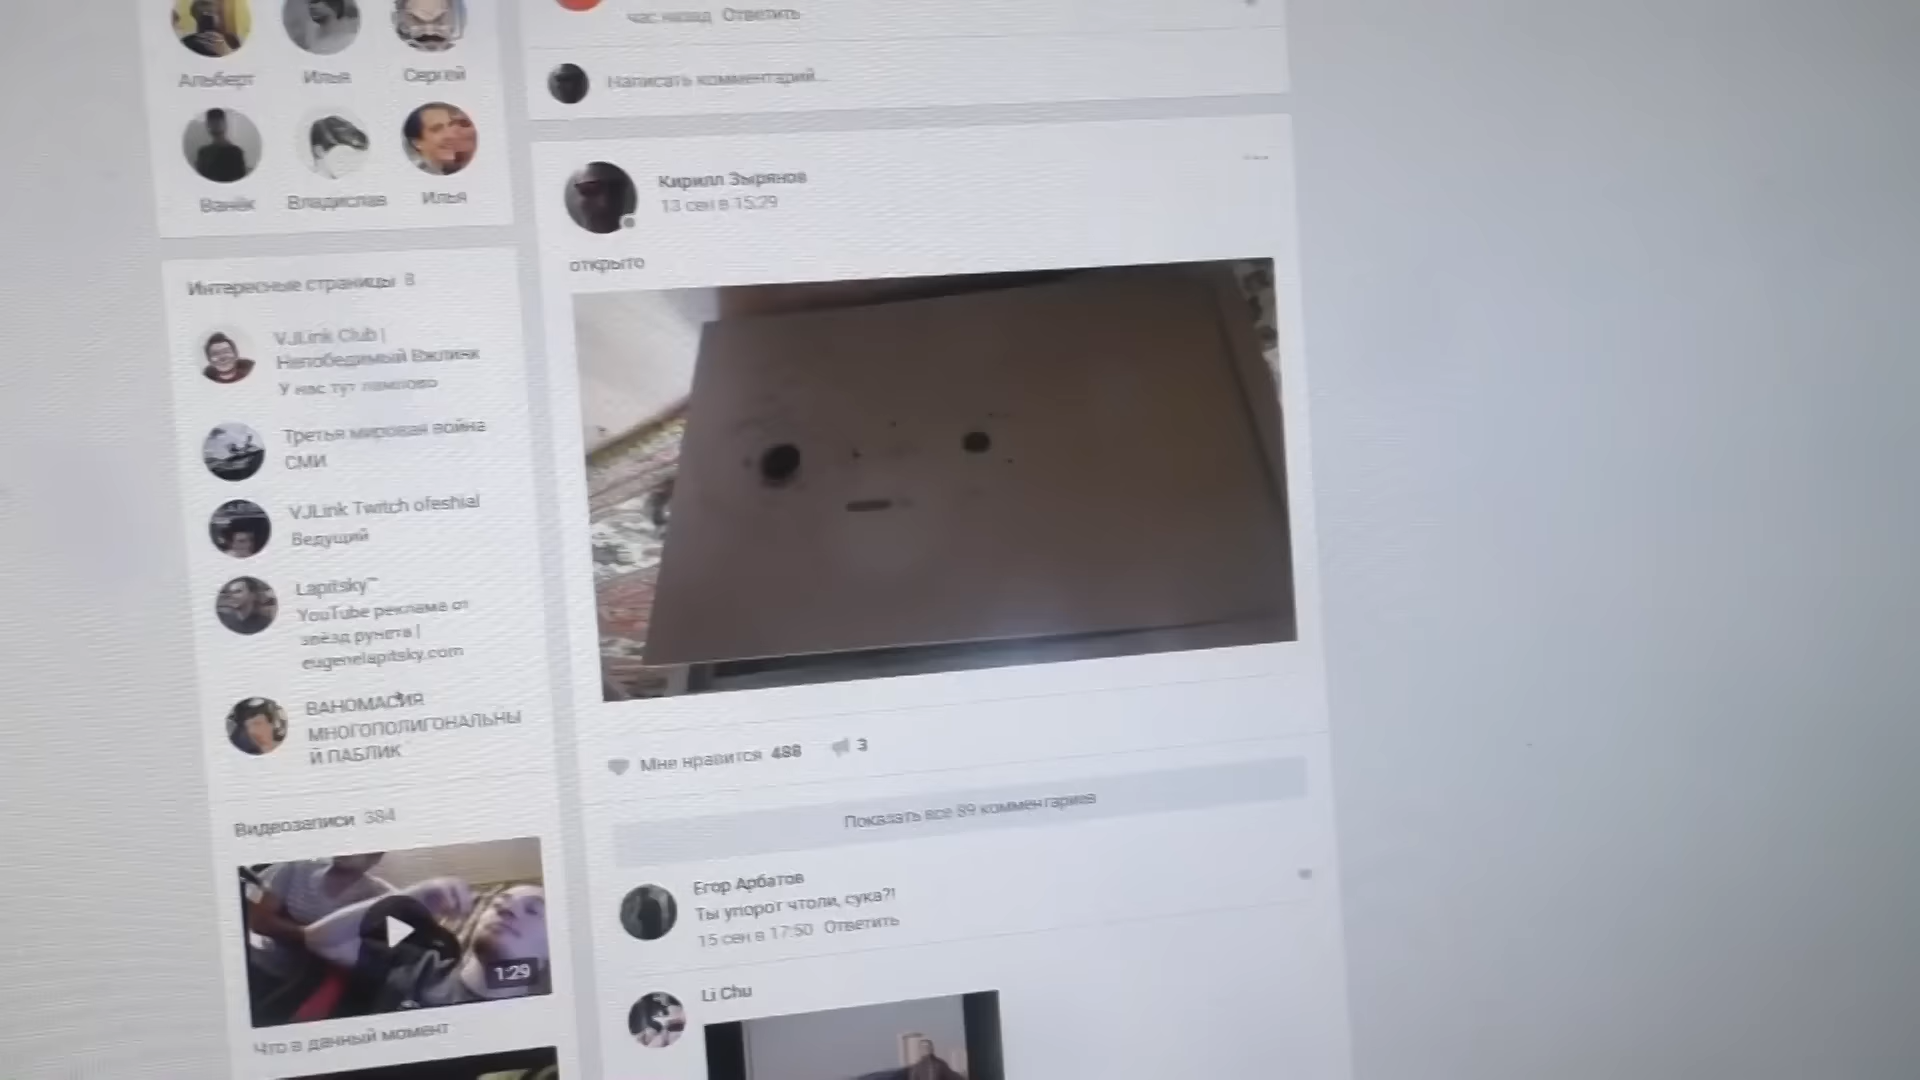 Альберт Илья Сергей
Ванёк Владислав Илья
Интересные страницы 8
VJLink Club |
Непобедимый Вжлинк
У нас тут лампово
Третья мировая война
СМИ
VJLink Twitch ofeshial
Ведущий
Lapitsky™
YouTube реклама от
звёзд рунета |
eugenelapitsky.com
ВАНОМАСИЯ
МНОГОПОЛИГОНАЛЬНЫ
Й ПАБЛИК
Видеозаписи 384
1:29
Что в данный момент
час назад Ответить
Написать комментарий...
Кирилл Зырянов
13 сен в 15:29
открыто
Мне нравится 488 3
Показать все 89 комментариев
Егор Арбатов
Ты упорот чтоли, сука?!
15 сен в 17:50 Ответить
Li Chu